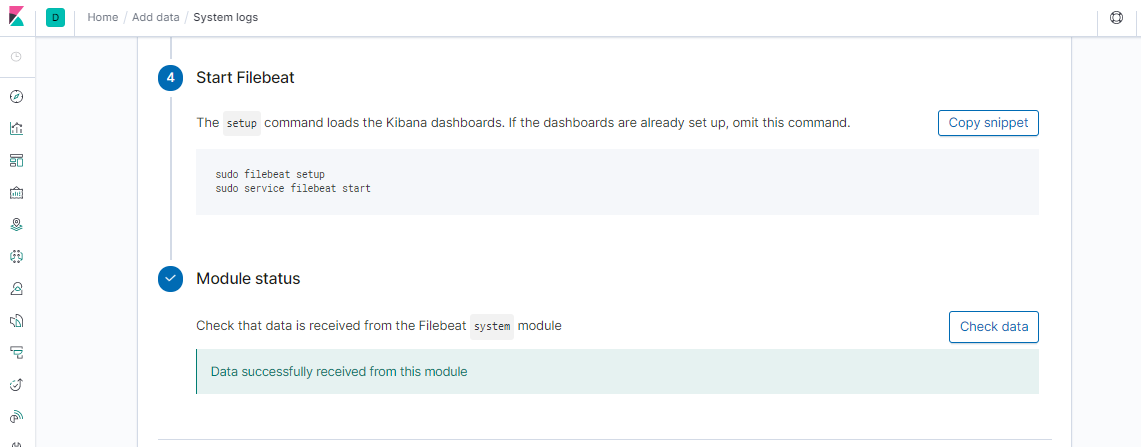 D Home / Add data / System logs
4 Start Filebeat
The setup command loads the Kibana dashboards. If the dashboards are already set up, omit this command.
Copy snippet
sudo filebeat setup
sudo service filebeat start
Module status
Check that data is received from the Filebeat system module
Check data
Data successfully received from this module